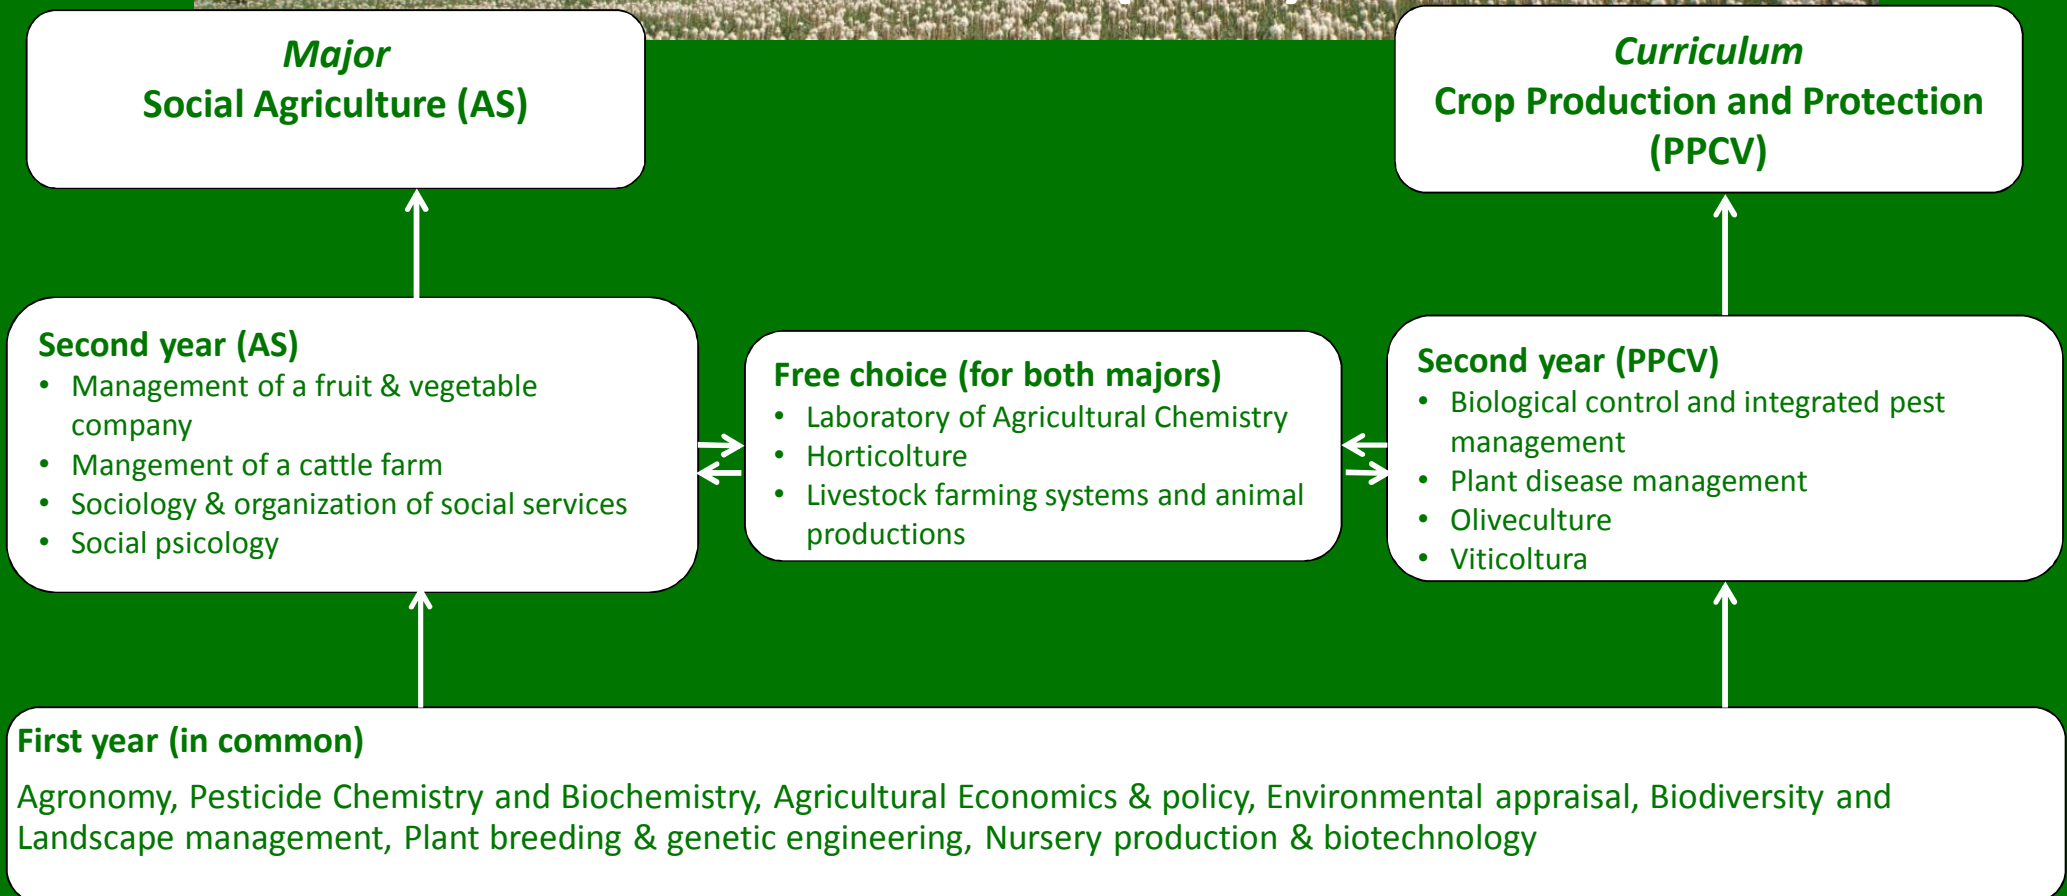 Major
Social Agriculture (AS)
Curriculum
Crop Production and Protection
(PPCV)
Second year (AS)
• Management of a fruit & vegetable
company
• Mangement of a cattle farm
• Sociology & organization of social services
• Social psicology
Free choice (for both majors)
• Laboratory of Agricultural Chemistry
• Horticolture
• Livestock farming systems and animal
productions
Second year (PPCV)
• Biological control and integrated pest
management
• Plant disease management
• Oliveculture
• Viticoltura
First year (in common)
Agronomy, Pesticide Chemistry and Biochemistry, Agricultural Economics & policy, Environmental appraisal, Biodiversity and
Landscape management, Plant breeding & genetic engineering, Nursery production & biotechnology